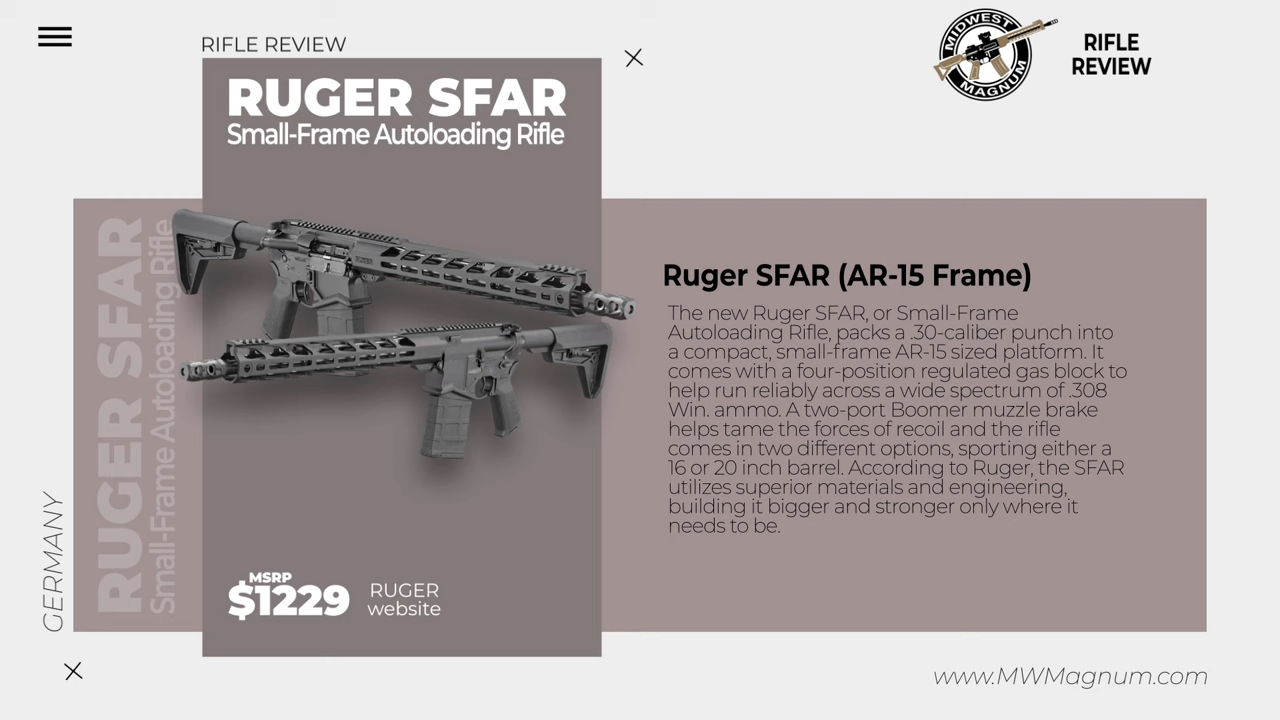 RIFLE REVIEW
RUGER SFAR
Small-Frame Autoloading Rifle
MIDWEST
MAGNUM
RIFLE
REVIEW
RUGER SFAR
Small-Frame Autoloading Rifle
GERMANY
Ruger SFAR (AR-15 Frame)
The new Ruger SFAR, or Small-Frame
Autoloading Rifle, packs a .30-caliber punch into
a compact, small-frame AR-15 sized platform. It
comes with a four-position regulated gas block to
help run reliably across a wide spectrum of .308
Win. ammo. A two-port Boomer muzzle brake
helps tame the forces of recoil and the rifle
comes in two different options, sporting either a
16 or 20 inch barrel. According to Ruger, the SFAR
utilizes superior materials and engineering,
building it bigger and stronger only where it
needs to be.
MSRP
$1229
RUGER
website
www.MWMagnum.com